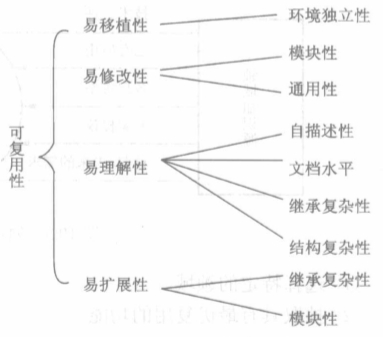 可复用性
易移植性
环境独立性
易修改性
模块性
通用性
易理解性
自描述性
文档水平
继承复杂性
结构复杂性
易扩展性
继承复杂性
模块性